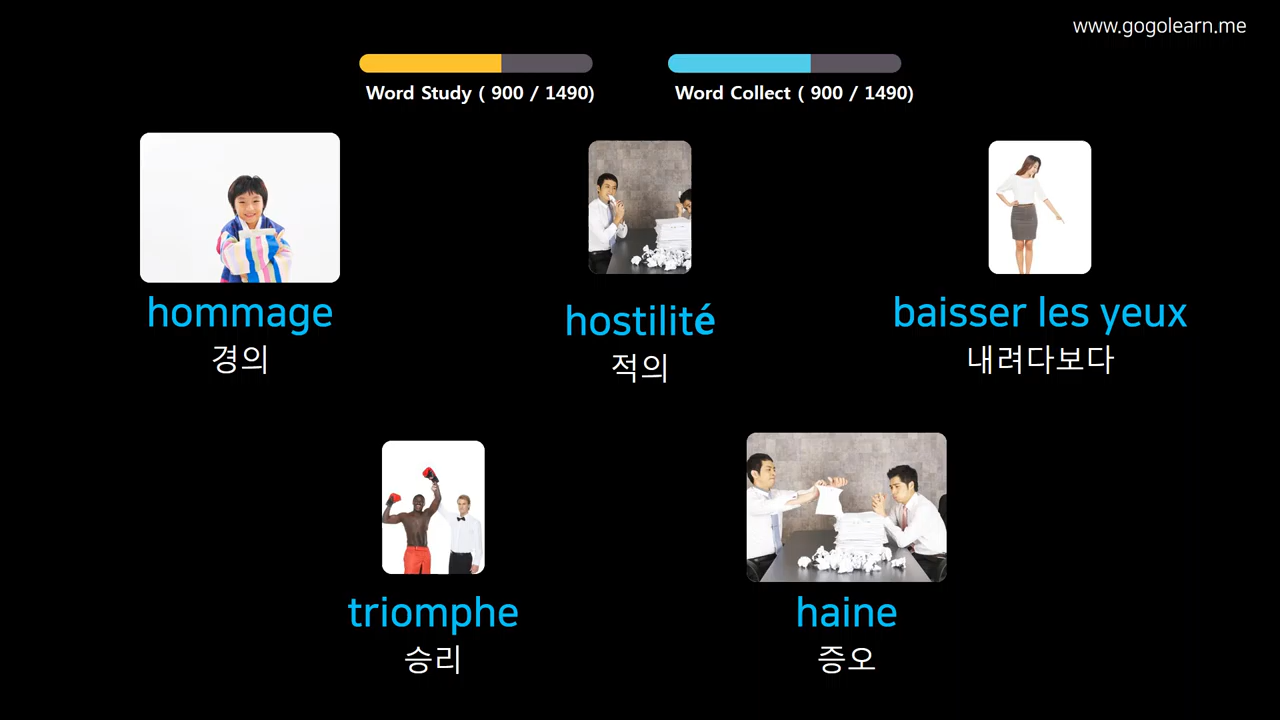 www.gogolearn.me
Word Study ( 900 / 1490)
Word Collect ( 900 / 1490)
hommage
경의
hostilité
적의
baisser les yeux
내려다보다
triomphe
승리
haine
증오